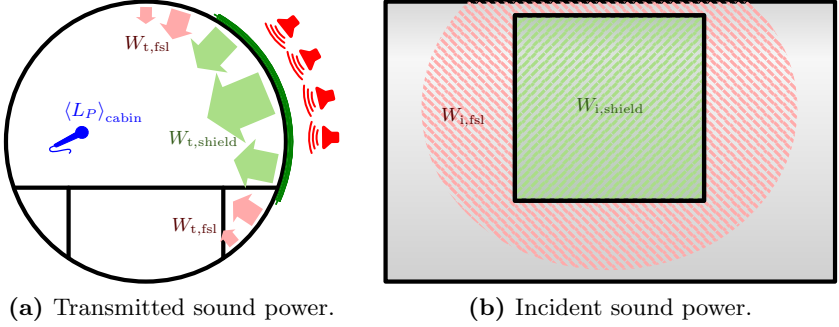 W_t,fsl
⟨L_P⟩_cabin
W_t,shield
W_t,fsl
W_i,shield
W_i,fsl
(a) Transmitted sound power.
(b) Incident sound power.